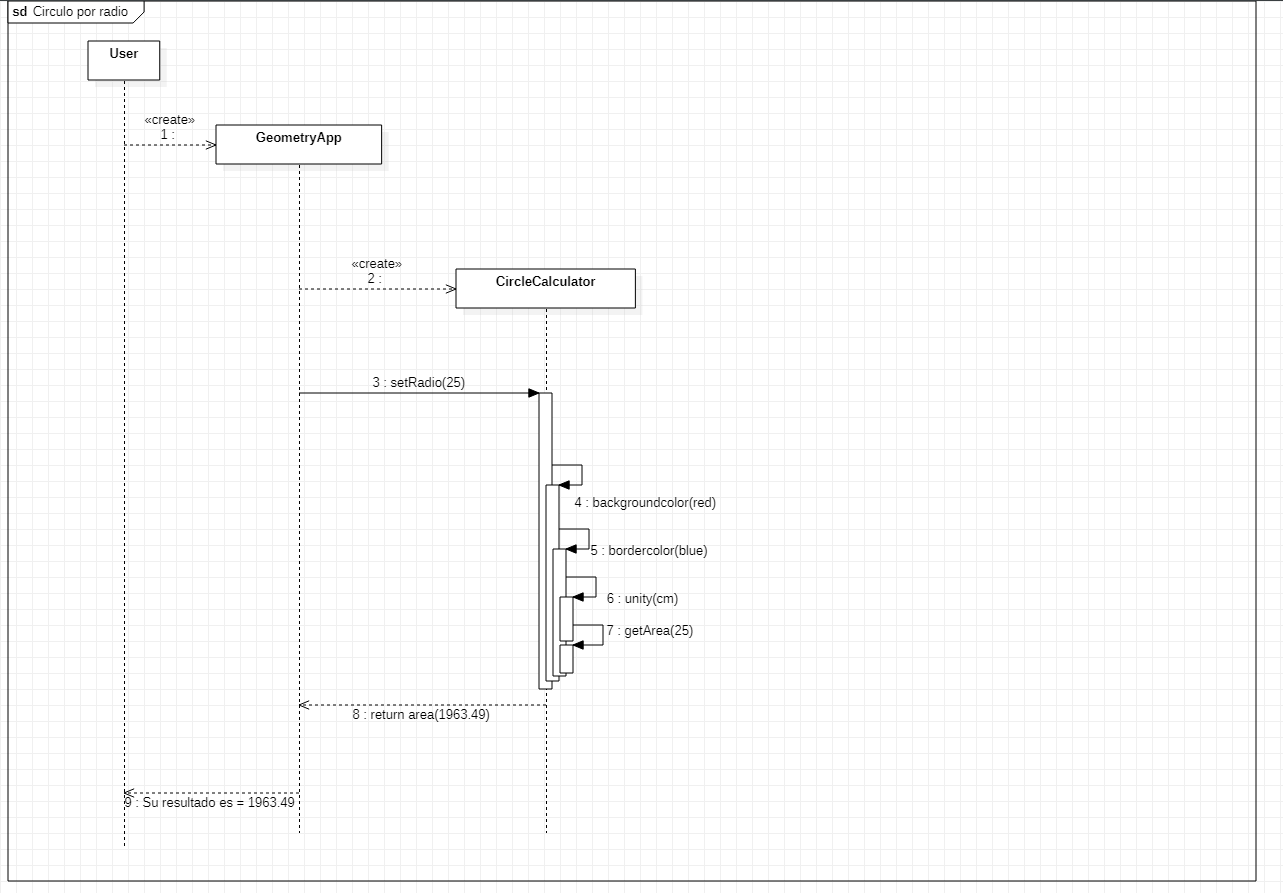 sd Circulo por radio
User
«create»
1 :
GeometryApp
«create»
2 :
CircleCalculator
3 : setRadio(25)
4 : backgroundcolor(red)
5 : bordercolor(blue)
6 : unity(cm)
7 : getArea(25)
8 : return area(1963.49)
9 : Su resultado es = 1963.49